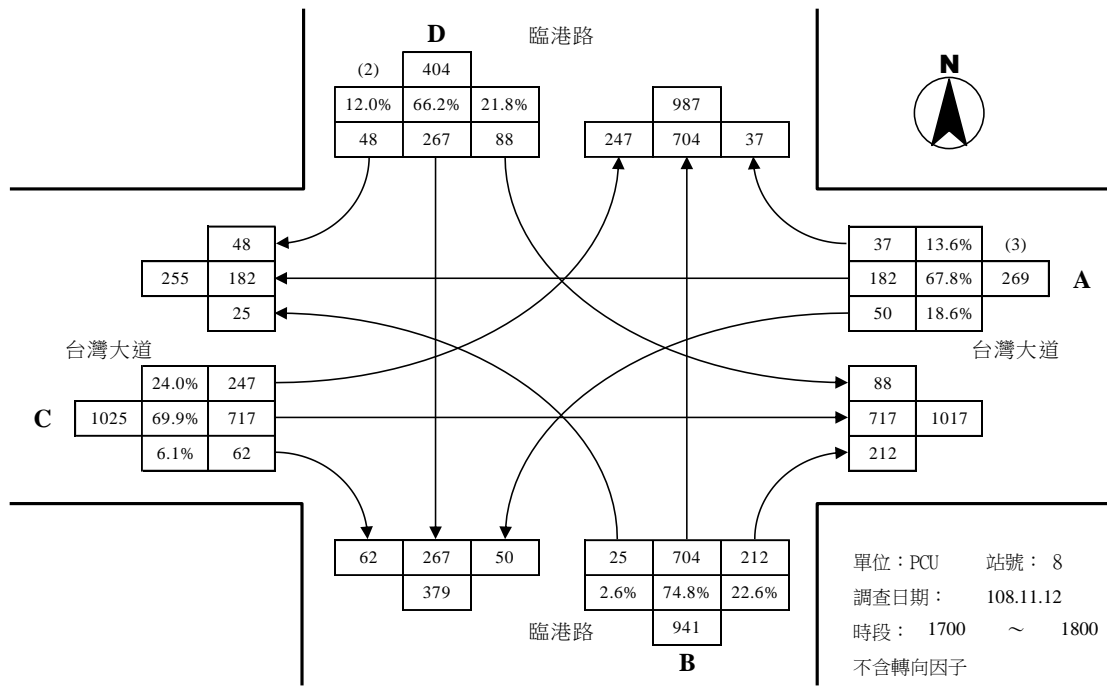 D
臨港路
N
(2)
404
12.0% 66.2% 21.8%
48 267 88
987
247 704 37
48
255 182
25
37 13.6% (3)
182 67.8% 269
50 18.6%
A
台灣大道
台灣大道
24.0% 247
C 1025 69.9% 717
6.1% 62
88
717 1017
212
62 267 50
379
25 704 212
2.6% 74.8% 22.6%
941
臨港路
B
單位：PCU 站號： 8
調查日期： 108.11.12
時段： 1700 ～ 1800
不含轉向因子